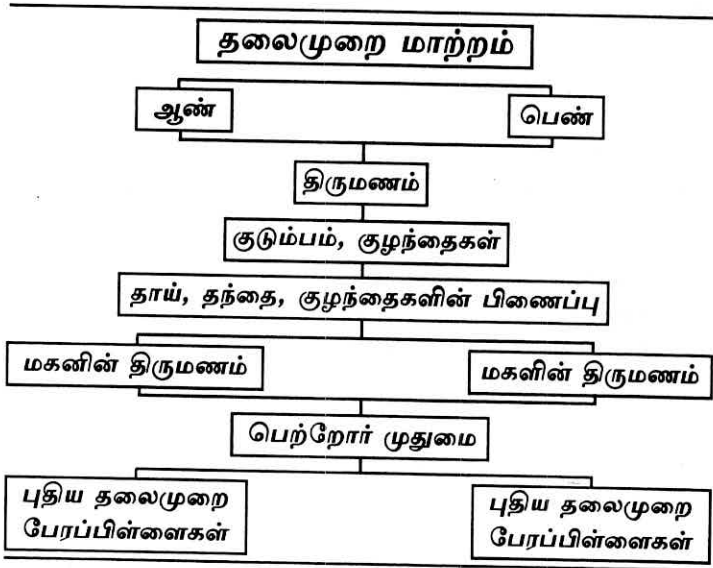 தலைமுறை மாற்றம்
ஆண்
பெண்
திருமணம்
குடும்பம், குழந்தைகள்
தாய், தந்தை, குழந்தைகளின் பிணைப்பு
மகனின் திருமணம்
மகளின் திருமணம்
பெற்றோர் முதுமை
புதிய தலைமுறை
பேரப்பிள்ளைகள்
புதிய தலைமுறை
பேரப்பிள்ளைகள்